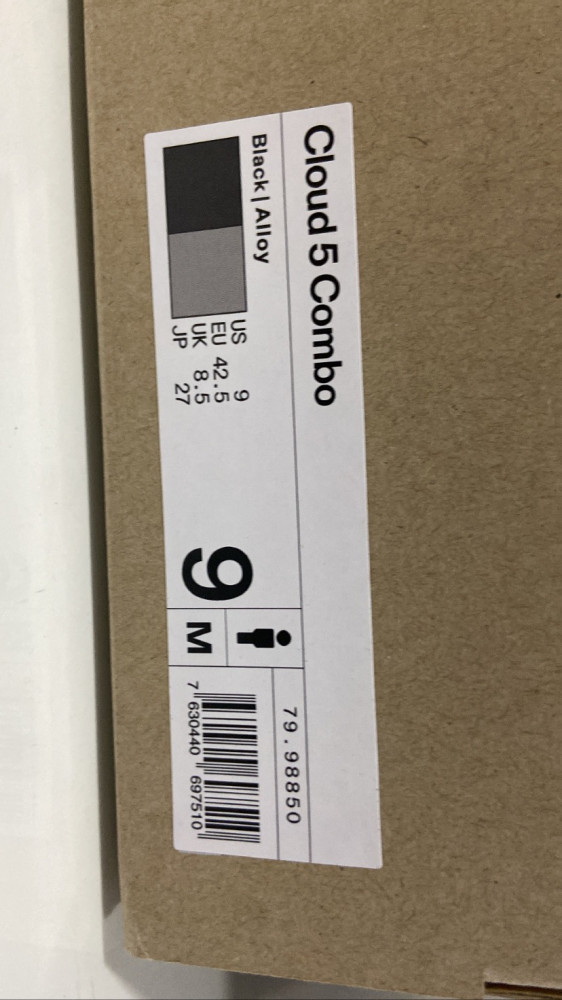 Cloud 5 Combo
Black | Alloy
US 9
EU 42.5
UK 8.5
JP 27
9
M
79.98850
7 630440 697510